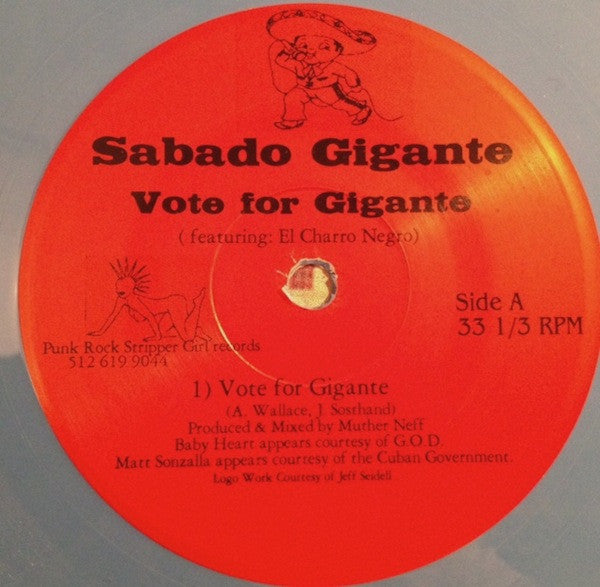 Sabado Gigante
Vote for Gigante
( featuring: El Charro Negro)
Side A
33 1/3 RPM
Punk Rock Stripper Girl records
512 619 9044
1) Vote for Gigante
(A. Wallace, J. Sosthand)
Produced & Mixed by Muther Neff
Baby Heart appears courtesy of G.O.D.
Matt Sonzalla appears courtesy of the Cuban Government.
Logo Work Courtesy of Jeff Seidell